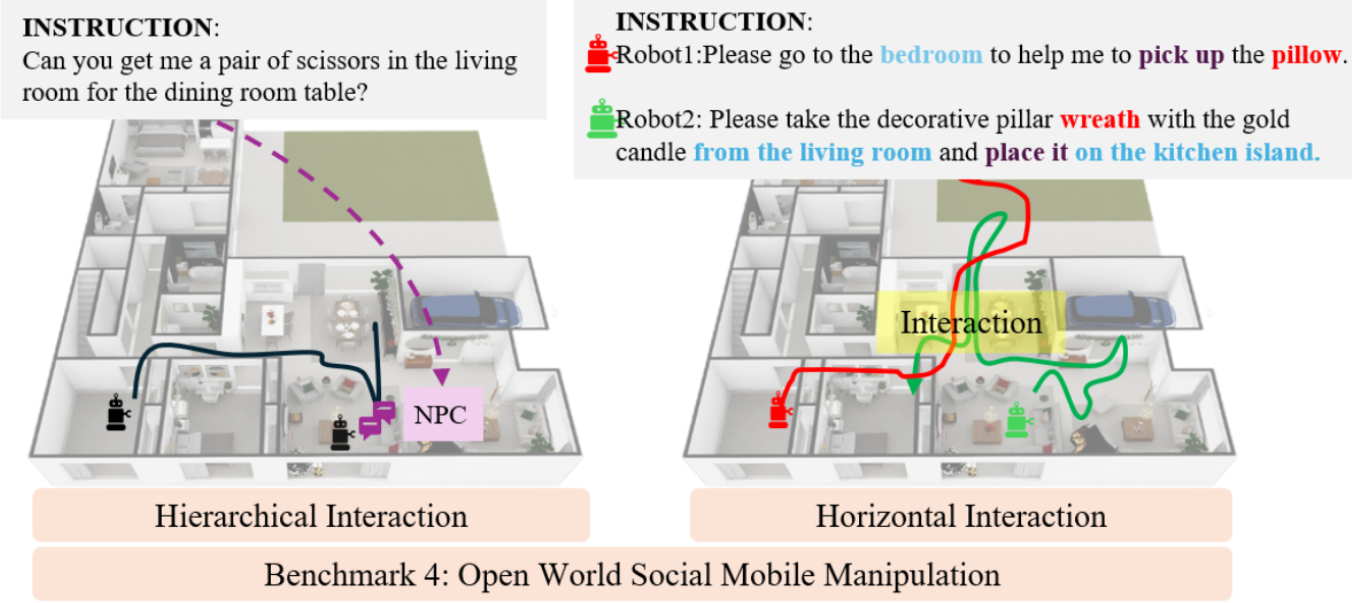 INSTRUCTION:
Can you get me a pair of scissors in the living
room for the dining room table?
NPC
Hierarchical Interaction
INSTRUCTION:
Robot1:Please go to the bedroom to help me to pick up the pillow.
Robot2: Please take the decorative pillar wreath with the gold
candle from the living room and place it on the kitchen island.
Interaction
Horizontal Interaction
Benchmark 4: Open World Social Mobile Manipulation